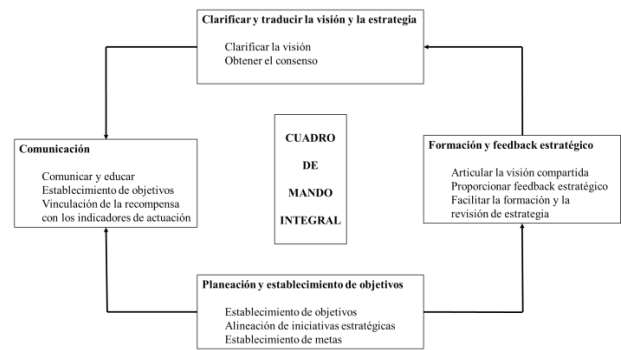 Clarificar y traducir la visión y la estrategia
Clarificar la visión
Obtener el consenso
Comunicación
Comunicar y educar
Establecimiento de objetivos
Vinculación de la recompensa
con los indicadores de actuación
CUADRO
DE
MANDO
INTEGRAL
Formación y feedback estratégico
Articular la visión compartida
Proporcionar feedback estratégico
Facilitar la formación y la
revisión de estrategia
Planeación y establecimiento de objetivos
Establecimiento de objetivos
Alineación de iniciativas estratégicas
Establecimiento de metas